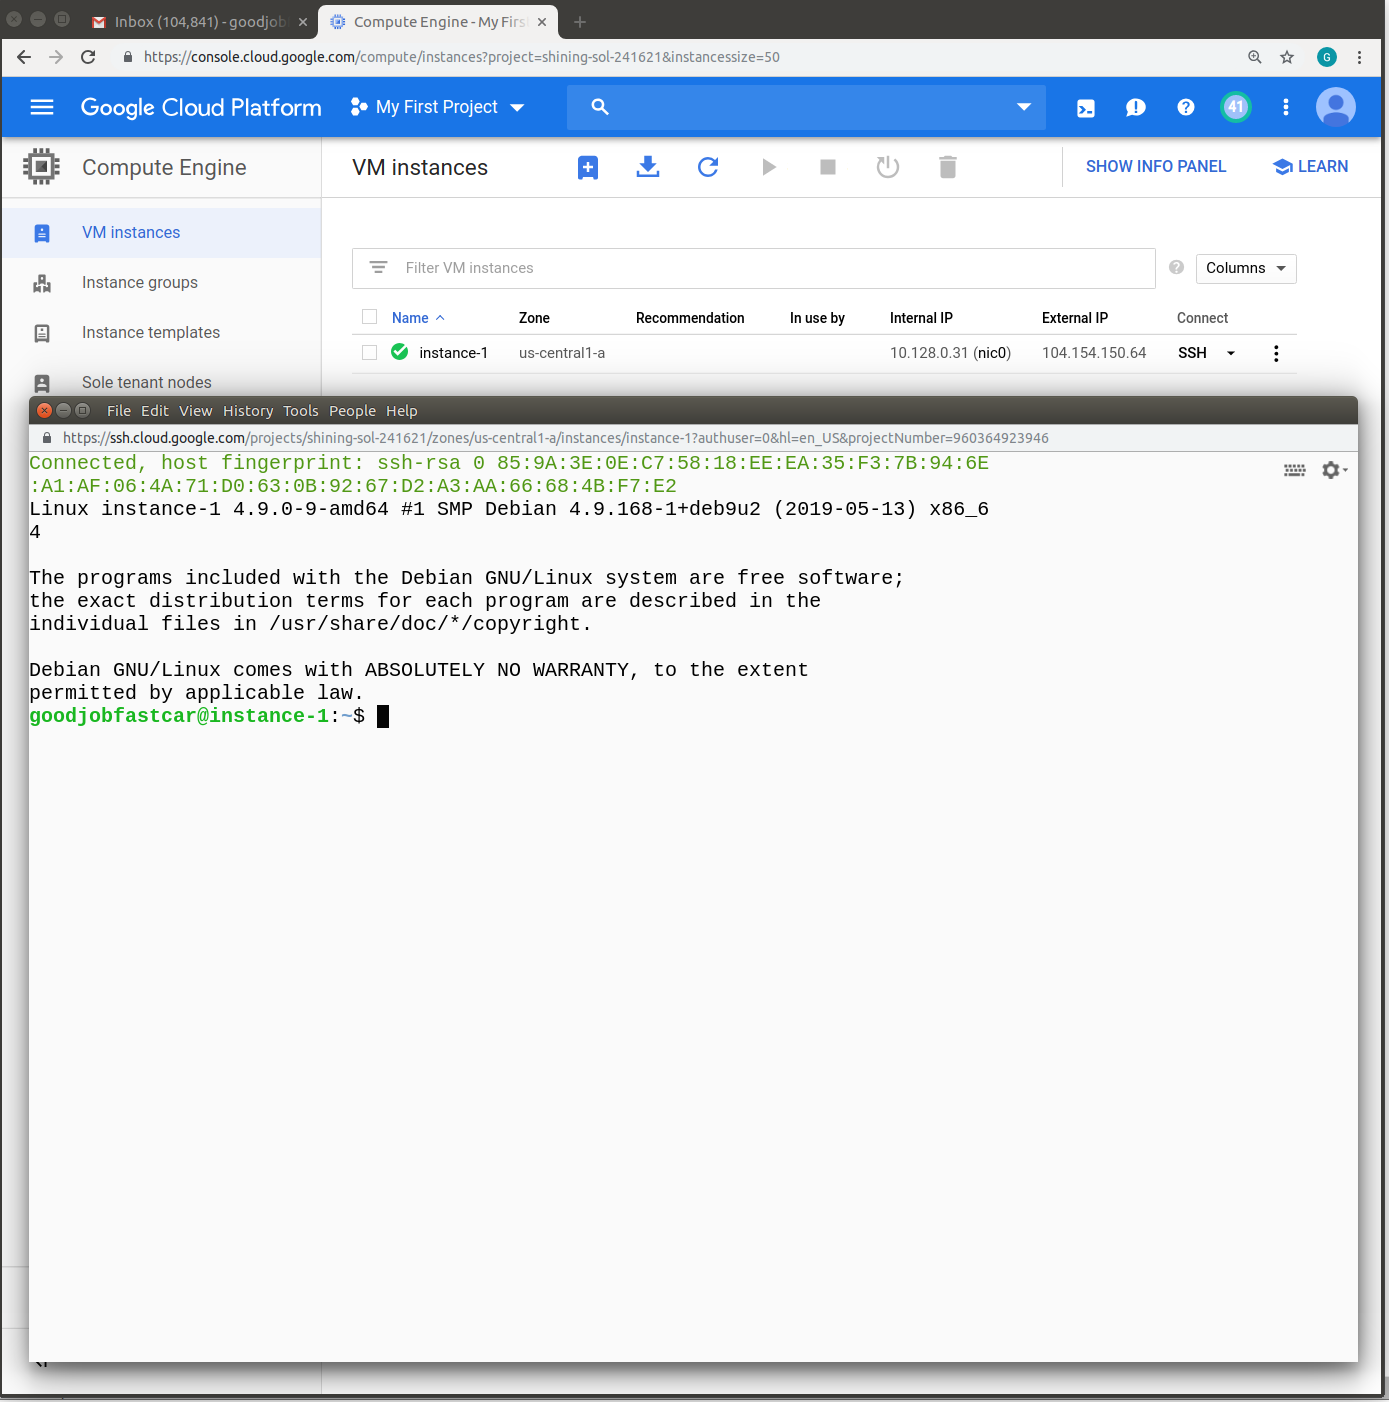 Inbox (104,841) - goodjob
Compute Engine - My Firs
https://console.cloud.google.com/compute/instances?project=shining-sol-241621&instancessize=50
G
Google Cloud Platform
My First Project
41
Compute Engine
VM instances
SHOW INFO PANEL
LEARN
VM instances
Instance groups
Instance templates
Sole tenant nodes
Filter VM instances
Columns
Name Zone Recommendation In use by Internal IP External IP Connect
instance-1 us-central1-a 10.128.0.31 (nic0) 104.154.150.64 SSH
File Edit View History Tools People Help
https://ssh.cloud.google.com/projects/shining-sol-241621/zones/us-central1-a/instances/instance-1?authuser=0&hl=en_US&projectNumber=960364923946
Connected, host fingerprint: ssh-rsa 0 85:9A:3E:0E:C7:58:18:EE:EA:35:F3:7B:94:6E
:A1:AF:06:4A:71:D0:63:0B:92:67:D2:A3:AA:66:68:4B:F7:E2
Linux instance-1 4.9.0-9-amd64 #1 SMP Debian 4.9.168-1+deb9u2 (2019-05-13) x86_6
4
The programs included with the Debian GNU/Linux system are free software;
the exact distribution terms for each program are described in the
individual files in /usr/share/doc/*/copyright.
Debian GNU/Linux comes with ABSOLUTELY NO WARRANTY, to the extent
permitted by applicable law.
goodjobfastcar@instance-1:~$